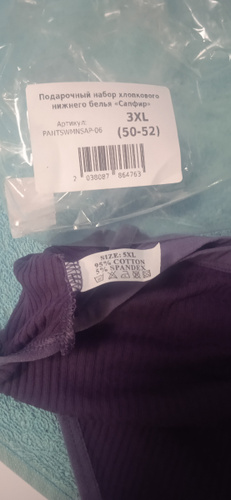 Подарочный набор хлопкового
нижнего белья «Сапфир»
Артикул:
PANTSWMNSAP-06
3XL
(50-52)
2 038087 884763
SIZE: 5XL
95% COTTON
5% SPANDEX